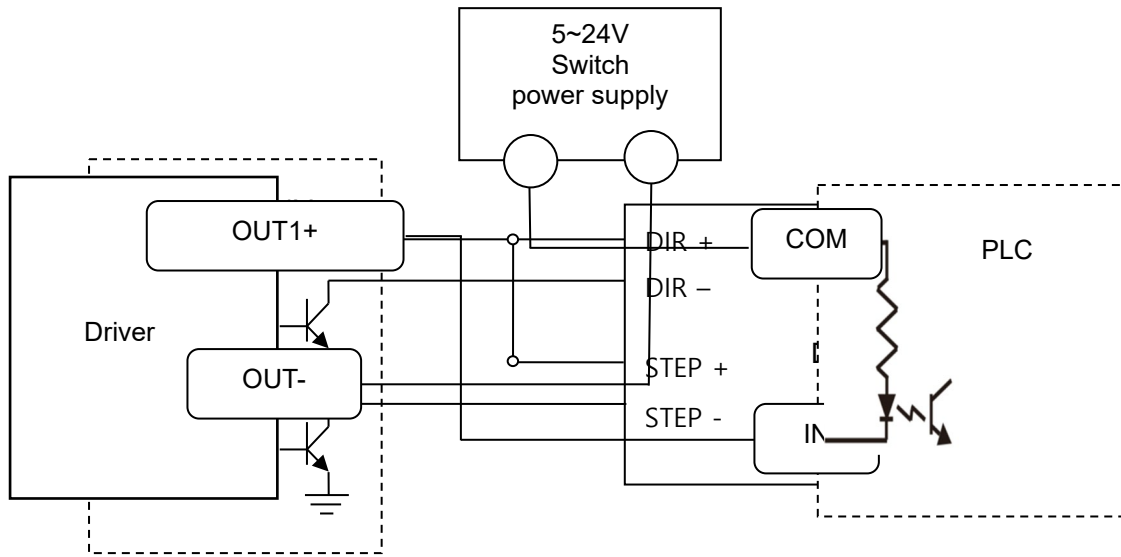 5~24V
Switch
power supply
OUT1+
DIR +
COM
PLC
DIR –
Driver
OUT-
STEP +
STEP -